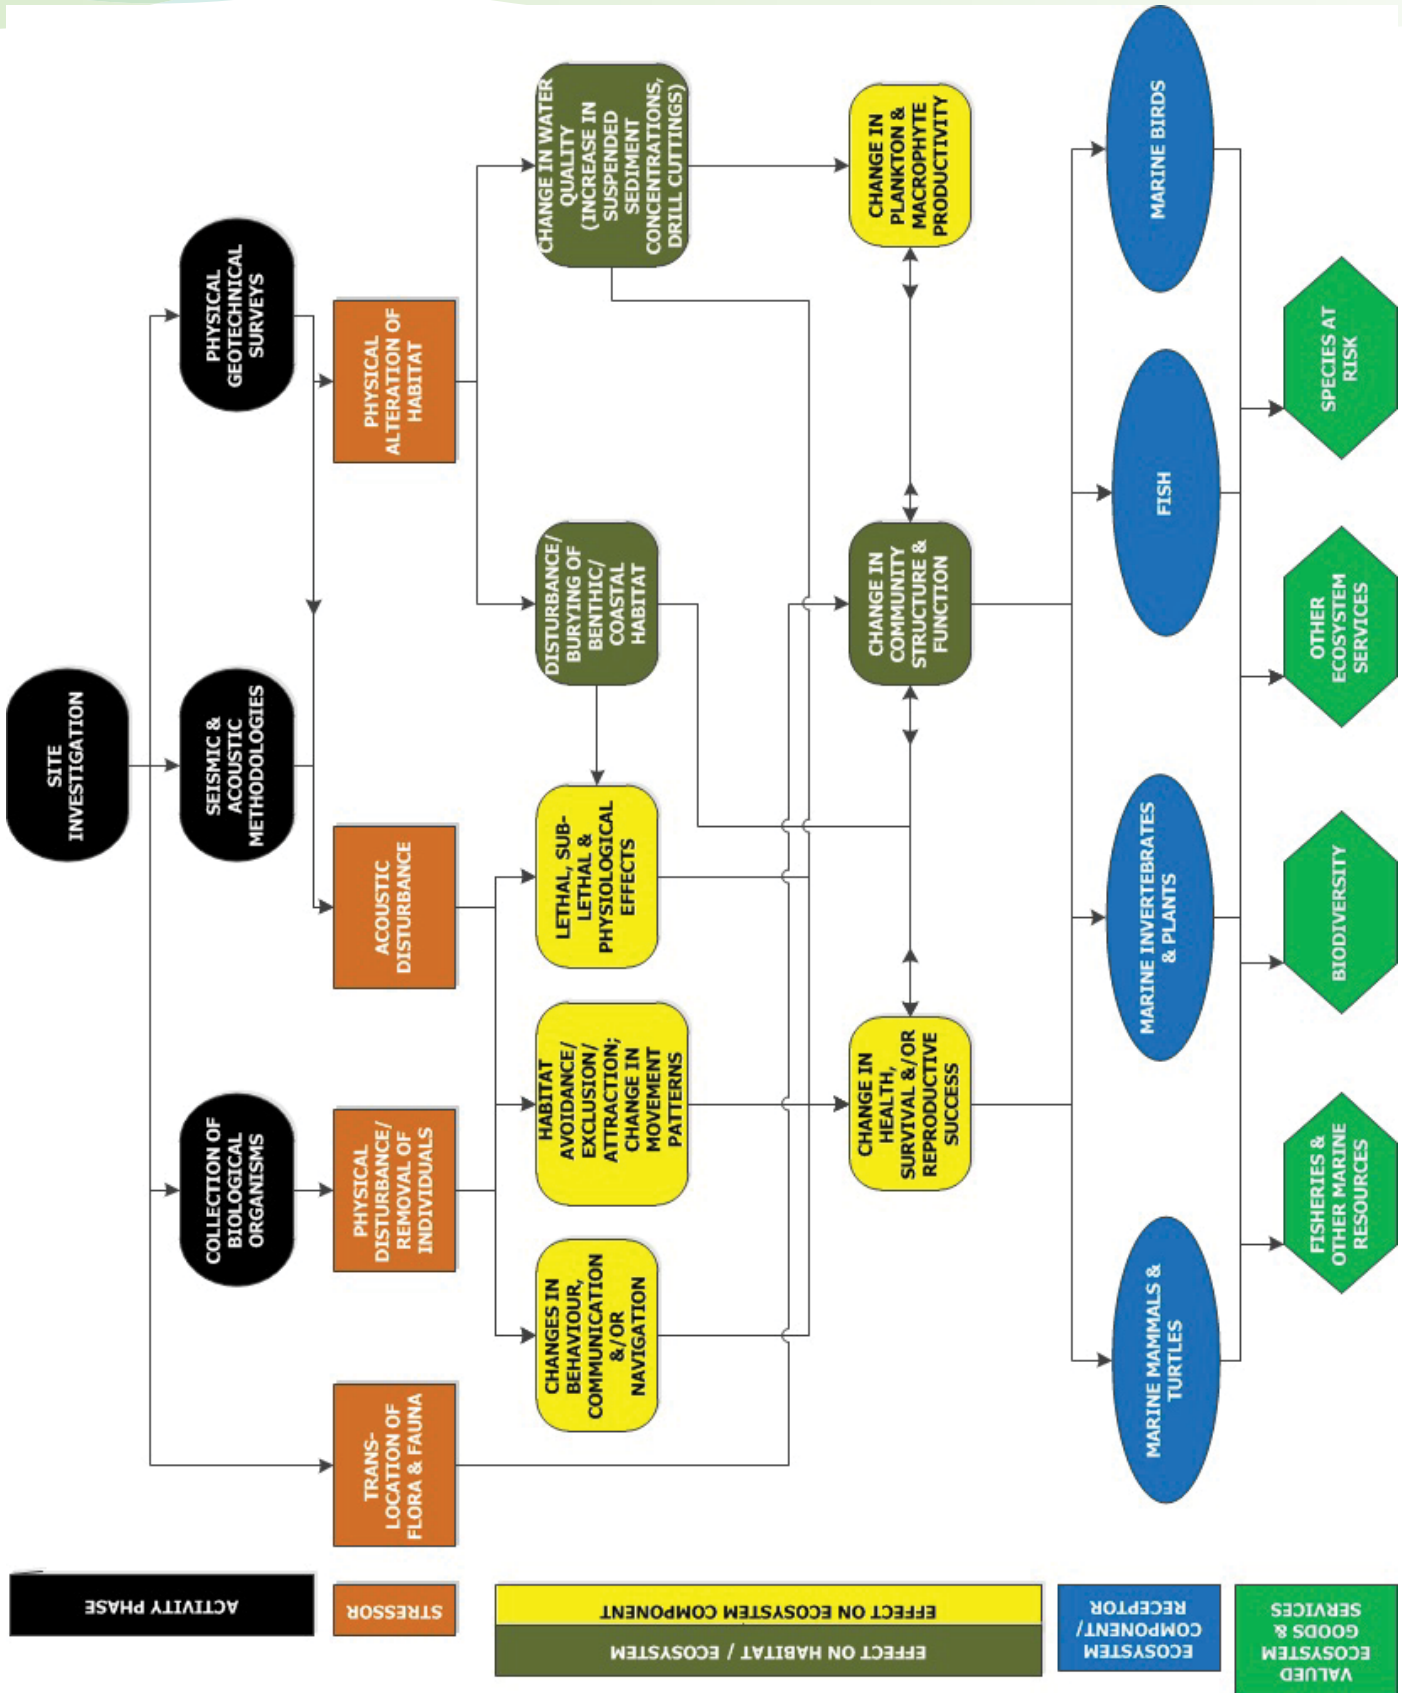 SITE
INVESTIGATION
COLLECTION OF
BIOLOGICAL
ORGANISMS
SEISMIC &
ACOUSTIC
METHODOLOGIES
PHYSICAL
GEOTECHNICAL
SURVEYS
TRANS-
LOCATION OF
FLORA & FAUNA
PHYSICAL
DISTURBANCE/
REMOVAL OF
INDIVIDUALS
ACOUSTIC
DISTURBANCE
PHYSICAL
ALTERATION OF
HABITAT
CHANGES IN
BEHAVIOUR,
COMMUNICATION
&/OR
NAVIGATION
HABITAT
AVOIDANCE/
EXCLUSION/
ATTRACTION;
CHANGE IN
MOVEMENT
PATTERNS
LETHAL, SUB-
LETHAL &
PHYSIOLOGICAL
EFFECTS
DISTURBANCE/
BURYING OF
BENTHIC/
COASTAL
HABITAT
CHANGE IN WATER
QUALITY
(INCREASE IN
SUSPENDED
SEDIMENT
CONCENTRATIONS,
DRILL CUTTINGS)
CHANGE IN
HEALTH,
SURVIVAL &/OR
REPRODUCTIVE
SUCCESS
CHANGE IN
COMMUNITY
STRUCTURE &
FUNCTION
CHANGE IN
PLANKTON &
MACROPHYTE
PRODUCTIVITY
MARINE MAMMALS &
TURTLES
MARINE INVERTEBRATES
& PLANTS
FISH
MARINE BIRDS
FISHERIES &
OTHER MARINE
RESOURCES
BIODIVERSITY
OTHER
ECOSYSTEM
SERVICES
SPECIES AT
RISK
ACTIVITY PHASE
STRESSOR
EFFECT ON ECOSYSTEM COMPONENT
EFFECT ON HABITAT / ECOSYSTEM
ECOSYSTEM
COMPONENT/
RECEPTOR
VALUED
ECOSYSTEM
GOODS &
SERVICES